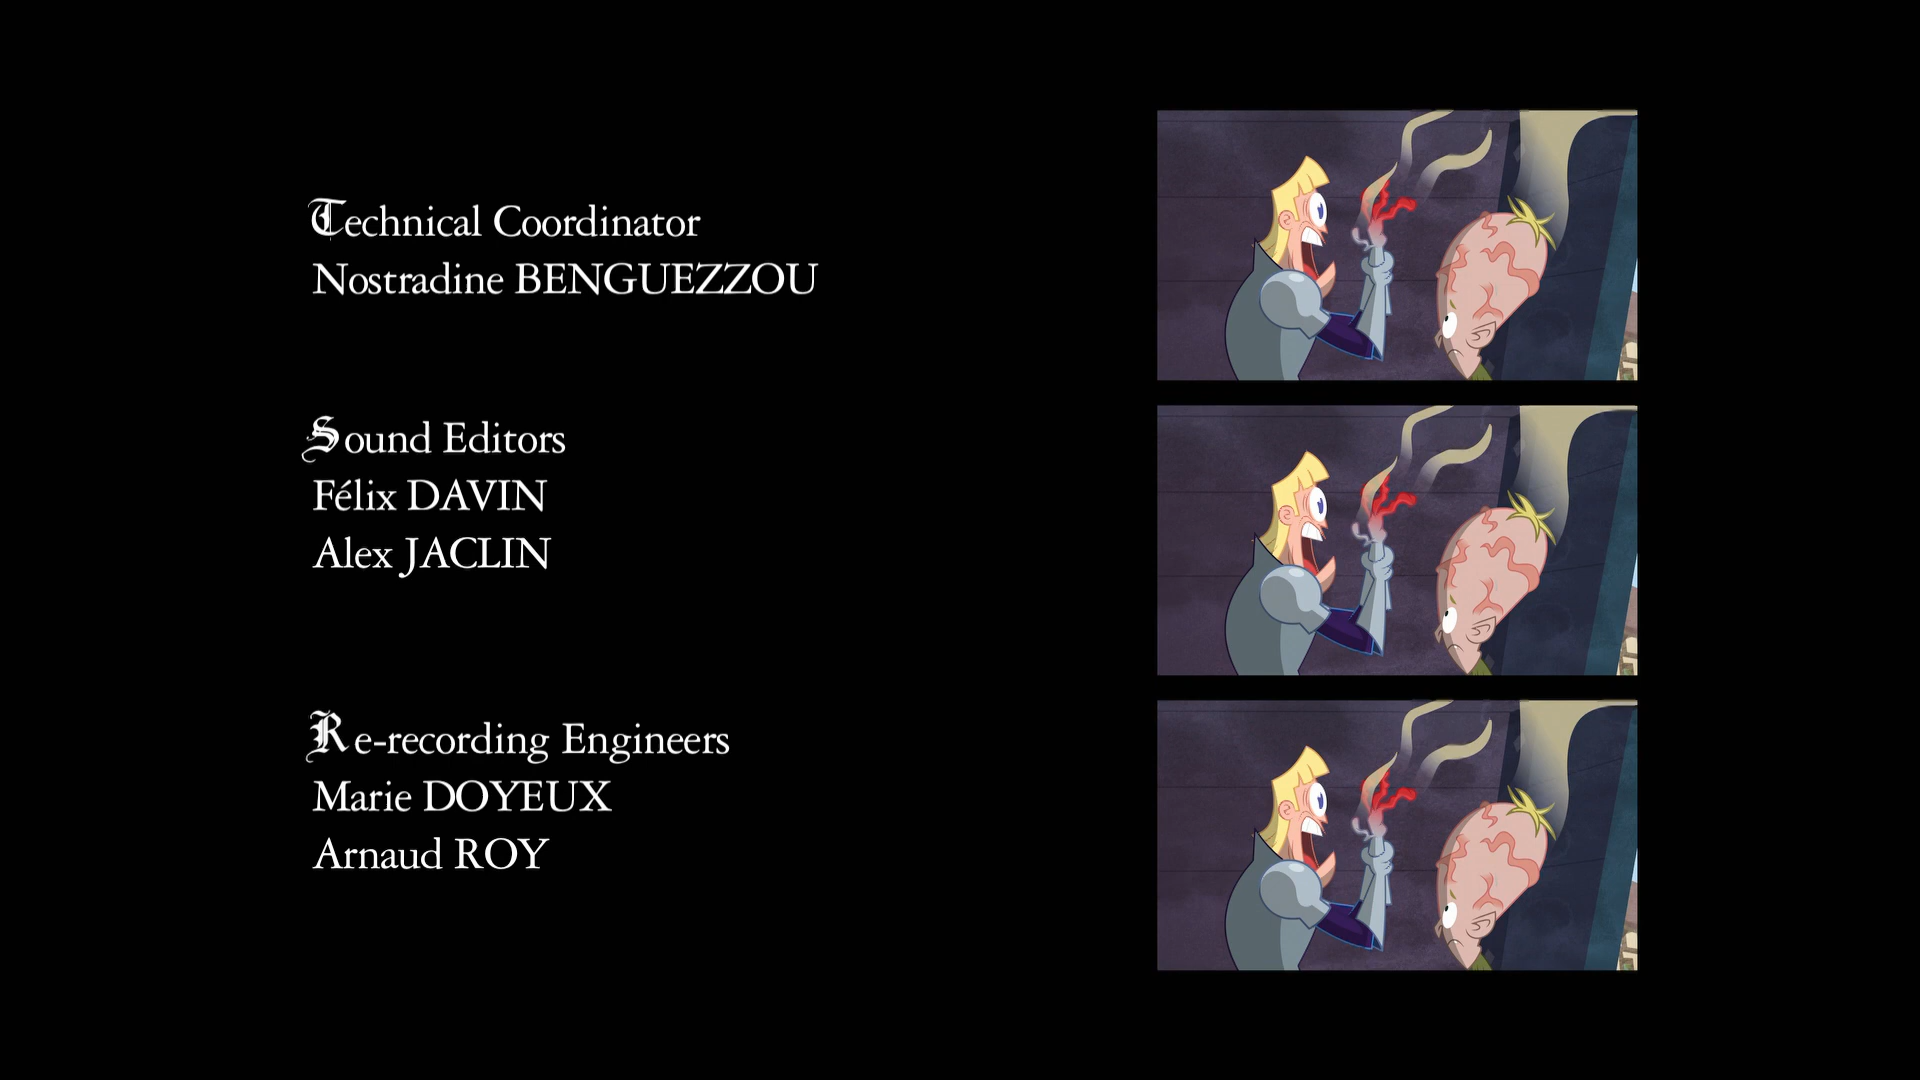 Technical Coordinator
Nostradine BENGUEZZOU
Sound Editors
Félix DAVIN
Alex JACLIN
Re-recording Engineers
Marie DOYEUX
Arnaud ROY